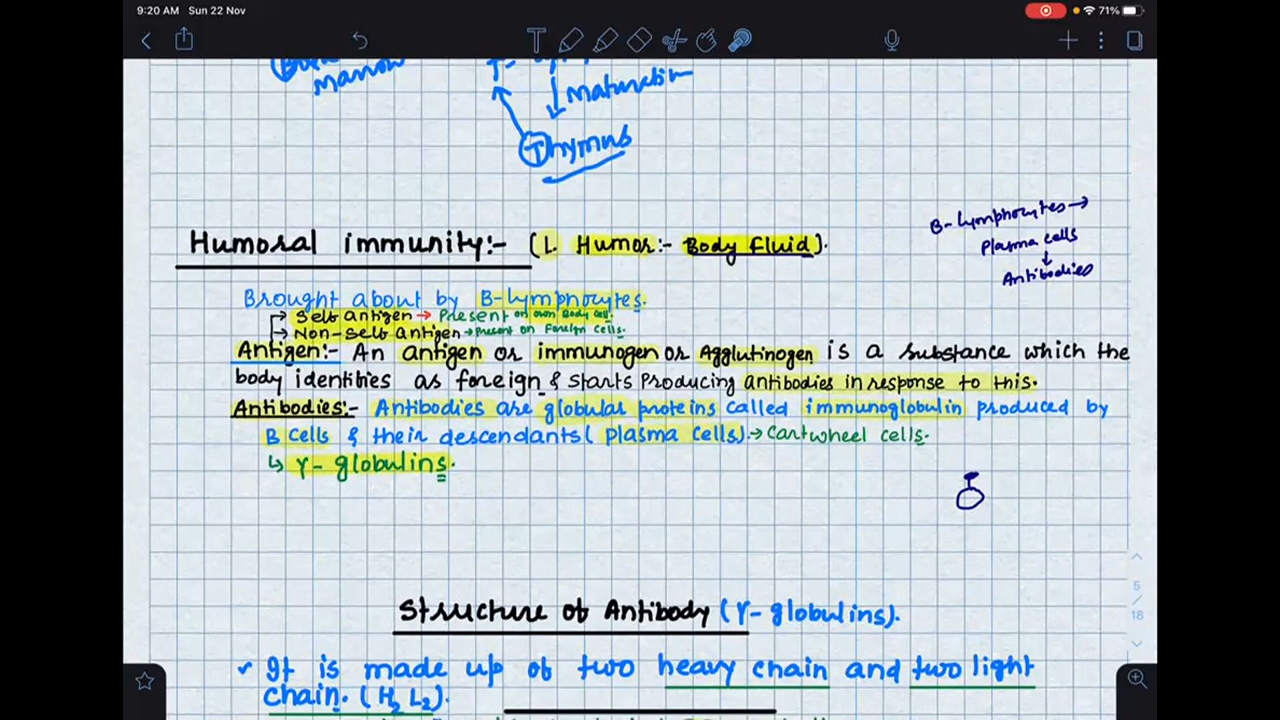 9:20 AM Sun 22 Nov
71%
marrow
maturation
Thymus
B-lymphocytes→
Plasma cells
↓
Antibodies
Humoral immunity:- (L. Humor:- Body Fluid).
Brought about by B-lymphocytes.
→ Self Antigen → Present on own Body Cell.
→ Non-Self Antigen → Present on Foreign Cells.
Antigen:- An antigen or immunogen or Agglutinogen is a substance which the
body identities as foreign & starts producing antibodies in response to this.
Antibodies:- Antibodies are globular proteins called immunoglobulin produced by
B cells & their descendants (plasma cells) → Cartwheel cells.
↳ γ- globulins.
Structure of Antibody (γ- globulins).
5
/
18
✓ It is made up of two heavy chain and two light
chain. (H₂ L₂).